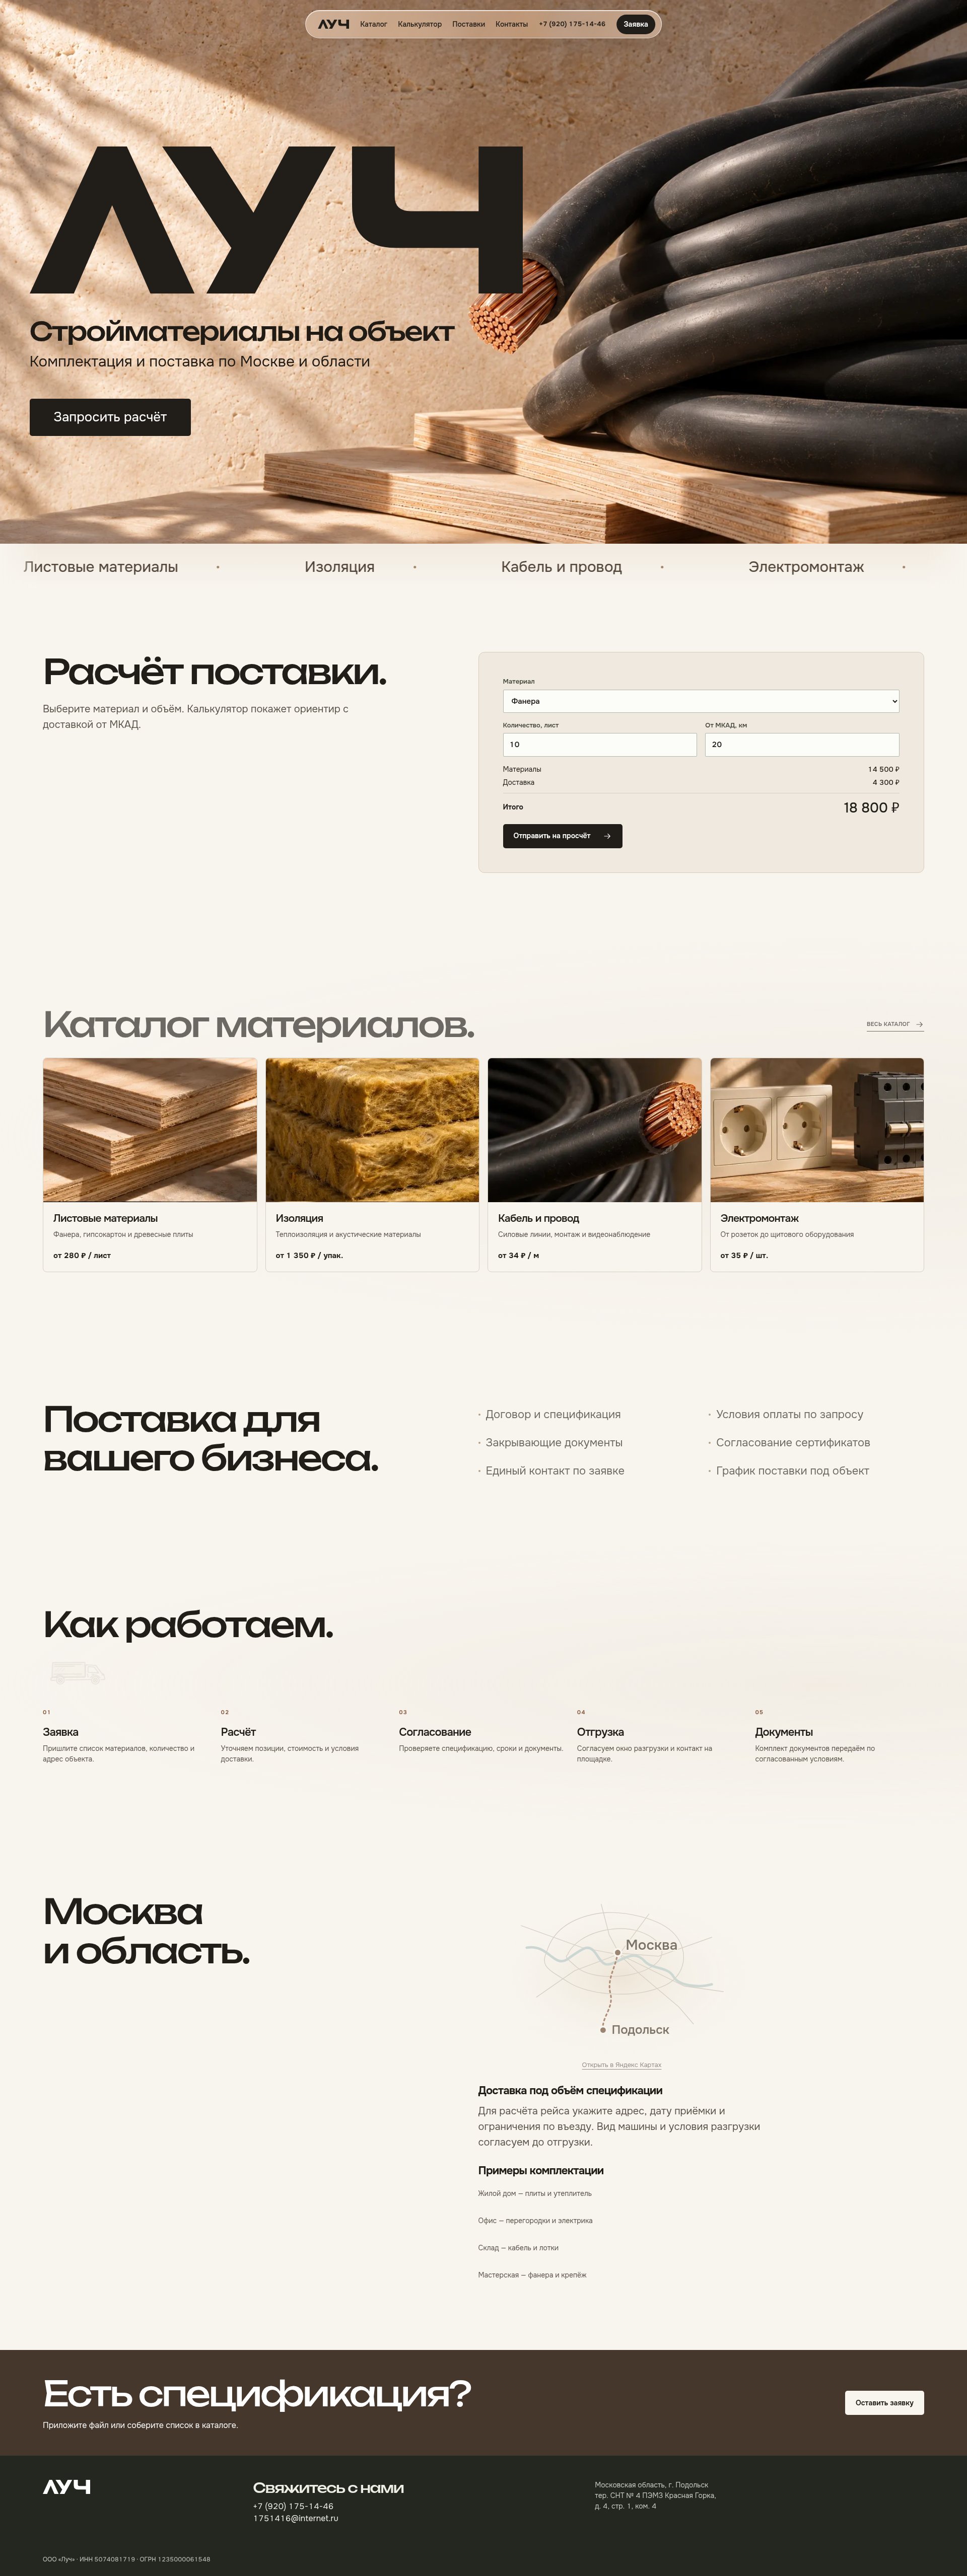 ЛУЧ
Каталог
Калькулятор
Поставки
Контакты
+7 (920) 175-14-46
Заявка
ЛУЧ
Стройматериалы на объект
Комплектация и поставка по Москве и области
Запросить расчёт
Листовые материалы • Изоляция • Кабель и провод • Электромонтаж •
Расчёт поставки.
Выберите материал и объём. Калькулятор покажет ориентир с
доставкой от МКАД.
Материал
Фанера
Количество, лист
От МКАД, км
10
20
Материалы
14 500 ₽
Доставка
4 300 ₽
Итого
18 800 ₽
Отправить на просчёт →
Каталог материалов.
ВЕСЬ КАТАЛОГ →
Листовые материалы
Фанера, гипсокартон и древесные плиты
от 280 ₽ / лист
Изоляция
Теплоизоляция и акустические материалы
от 1 350 ₽ / упак.
Кабель и провод
Силовые линии, монтаж и видеонаблюдение
от 34 ₽ / м
Электромонтаж
От розеток до щитового оборудования
от 35 ₽ / шт.
Поставка для
вашего бизнеса.
• Договор и спецификация
• Условия оплаты по запросу
• Закрывающие документы
• Согласование сертификатов
• Единый контакт по заявке
• График поставки под объект
Как работаем.
01
Заявка
Пришлите список материалов, количество и
адрес объекта.
02
Расчёт
Уточняем позиции, стоимость и условия
доставки.
03
Согласование
Проверяете спецификацию, сроки и документы.
04
Отгрузка
Согласуем окно разгрузки и контакт на
площадке.
05
Документы
Комплект документов передаём по
согласованным условиям.
Москва
и область.
Москва
Подольск
Открыть в Яндекс Картах
Доставка под объём спецификации
Для расчёта рейса укажите адрес, дату приёмки и
ограничения по въезду. Вид машины и условия разгрузки
согласуем до отгрузки.
Примеры комплектации
Жилой дом — плиты и утеплитель
Офис — перегородки и электрика
Склад — кабель и лотки
Мастерская — фанера и крепёж
Есть спецификация?
Приложите файл или соберите список в каталоге.
Оставить заявку
ЛУЧ
Свяжитесь с нами
+7 (920) 175-14-46
1751416@internet.ru
Московская область, г. Подольск
тер. СНТ № 4 ПЭМЗ Красная Горка,
д. 4, стр. 1, ком. 4
ООО «Луч» · ИНН 5074081719 · ОГРН 1235000061548